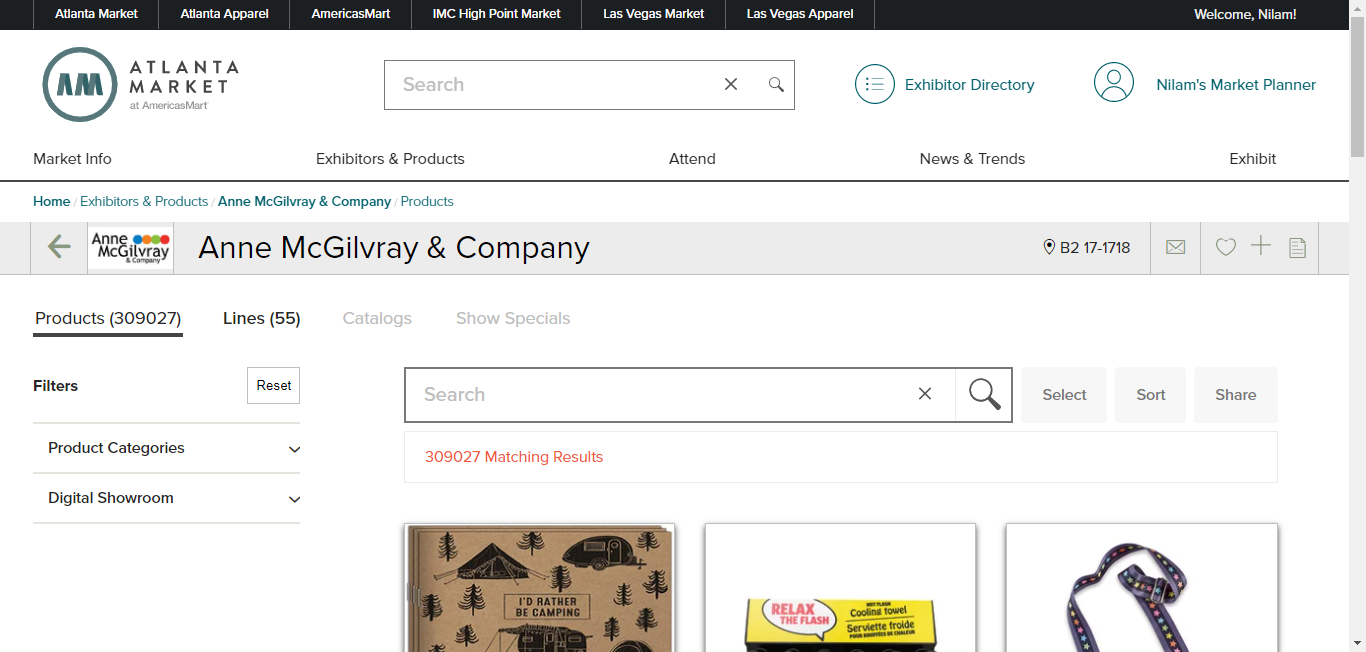 Atlanta Market
Atlanta Apparel
AmericasMart
IMC High Point Market
Las Vegas Market
Las Vegas Apparel
Welcome, Nilam!
AM
ATLANTA
MARKET
at AmericasMart
Search
Exhibitor Directory
Nilam's Market Planner
Market Info
Exhibitors & Products
Attend
News & Trends
Exhibit
Home / Exhibitors & Products / Anne McGilvray & Company / Products
Anne
McGilvray
& Company
Anne McGilvray & Company
B2 17-1718
Products (309027)
Lines (55)
Catalogs
Show Specials
Filters
Reset
Search
Select
Sort
Share
Product Categories
309027 Matching Results
Digital Showroom
I'D RATHER
BE CAMPING
RELAX
THE FLASH
HOT FLASH
Cooling towel
Serviette froide
POUR BOUFFÉES DE CHALEUR